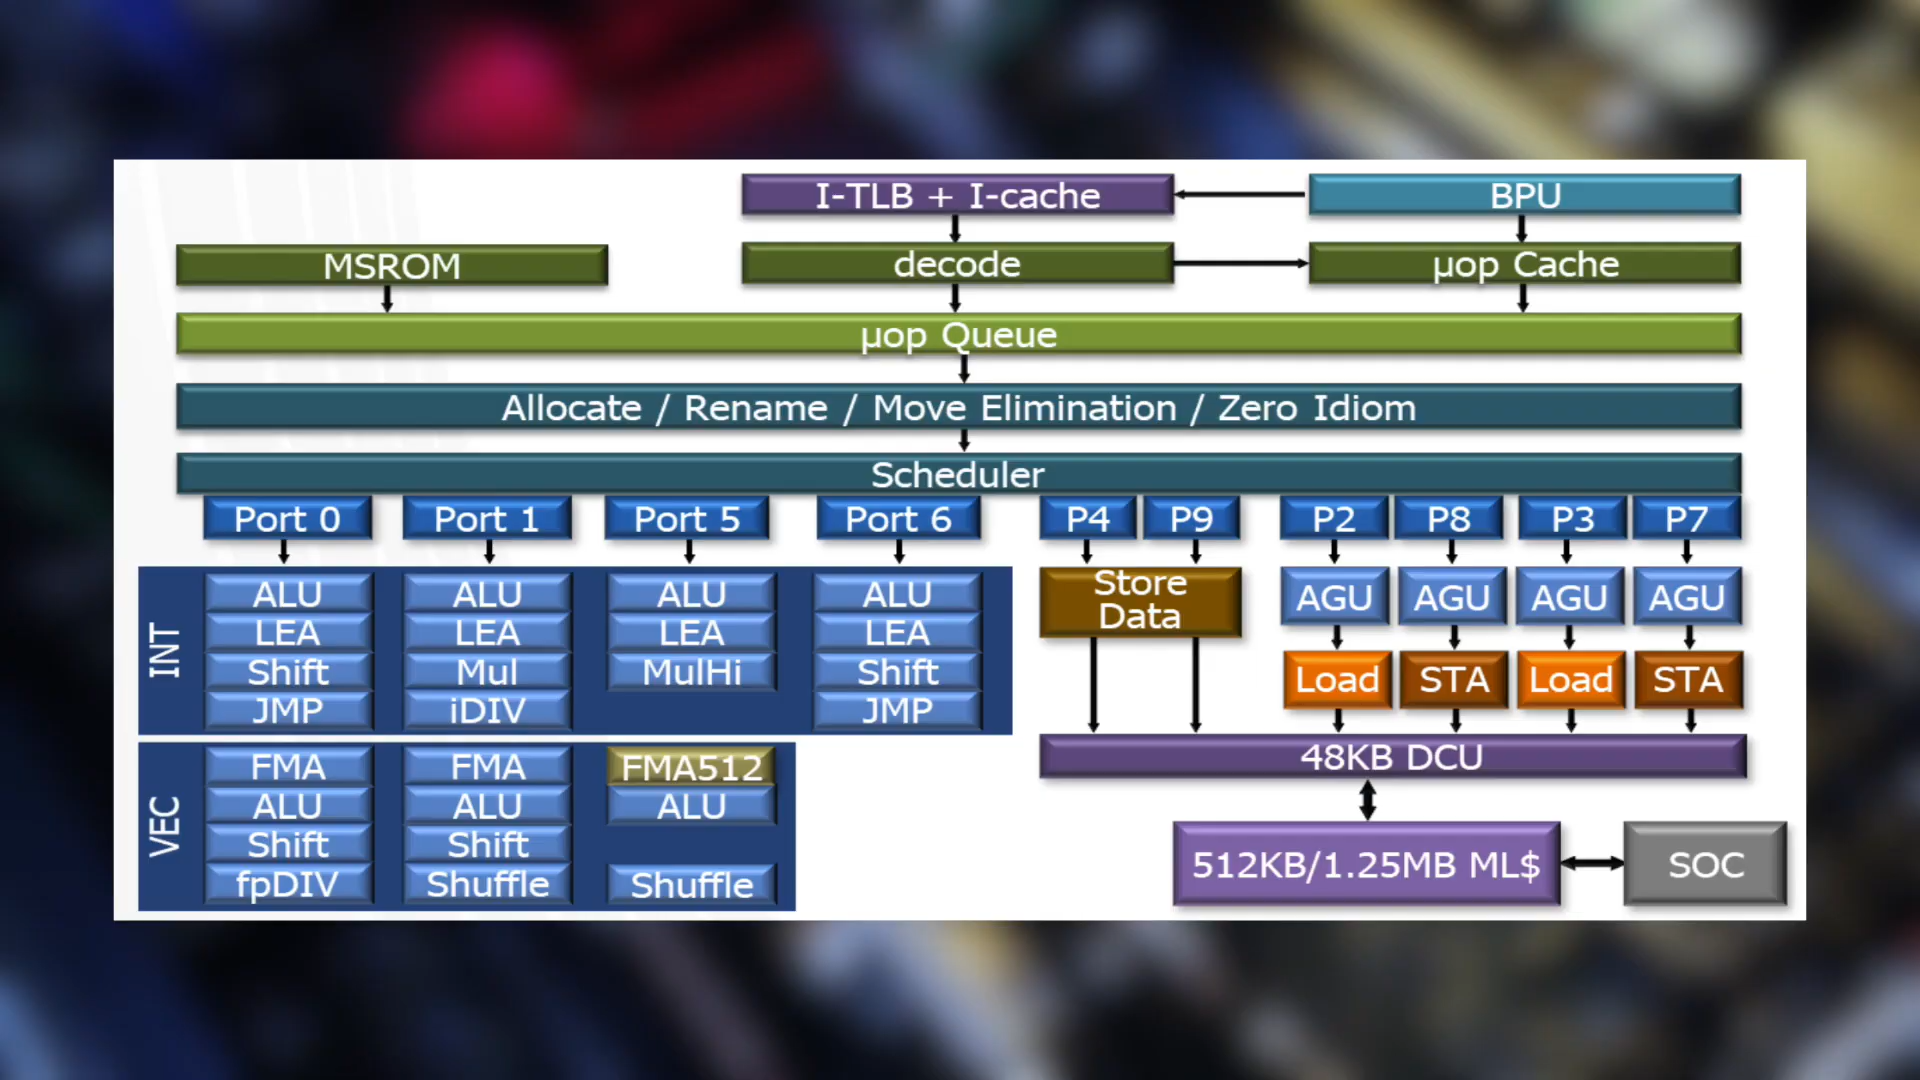 I-TLB + I-cache
BPU
MSROM
decode
μop Cache
μop Queue
Allocate / Rename / Move Elimination / Zero Idiom
Scheduler
Port 0
Port 1
Port 5
Port 6
P4
P9
P2
P8
P3
P7
INT
ALU
LEA
Shift
JMP
ALU
LEA
Mul
iDIV
ALU
LEA
MulHi
ALU
LEA
Shift
JMP
Store
Data
AGU
AGU
AGU
AGU
Load
STA
Load
STA
VEC
FMA
ALU
Shift
fpDIV
FMA
ALU
Shift
Shuffle
FMA512
ALU
Shuffle
48KB DCU
512KB/1.25MB ML$
SOC